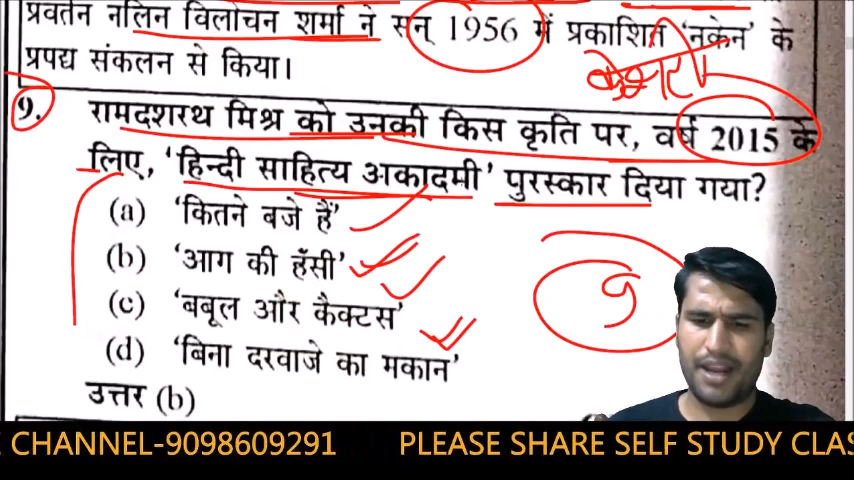 प्रवर्तन नलिन विलोचन शर्मा ने सन् 1956 में प्रकाशित 'नकेन' के
प्रपद्य संकलन से किया।
9. रामदशरथ मिश्र को उनकी किस कृति पर, वर्ष 2015 के
लिए, 'हिन्दी साहित्य अकादमी' पुरस्कार दिया गया?
(a) 'कितने बजे हैं'
(b) 'आग की हँसी'
(c) 'बबूल और कैक्टस'
(d) 'बिना दरवाजे का मकान'
9
उत्तर (b)
CHANNEL-9098609291 PLEASE SHARE SELF STUDY CLAS